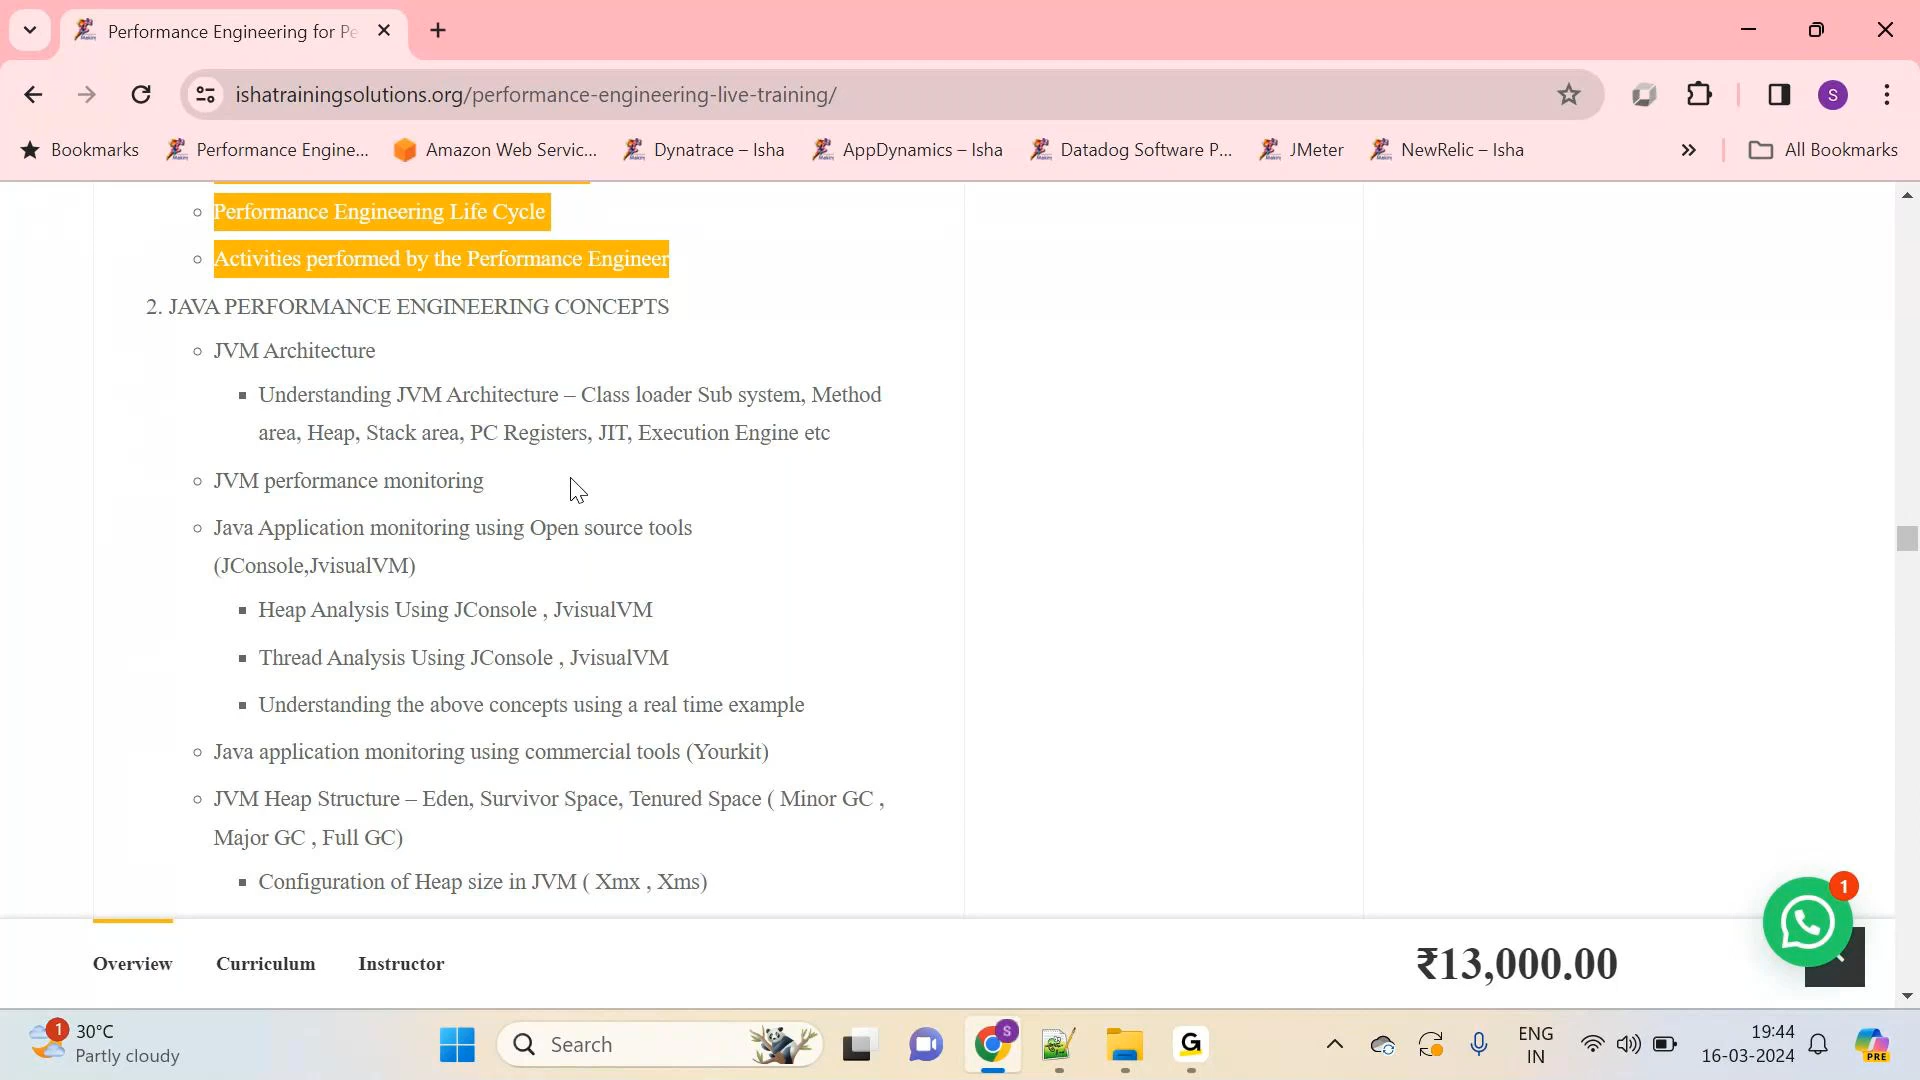 Performance Engineering for Pe
ishatrainingsolutions.org/performance-engineering-live-training/
S
Bookmarks
Performance Engine...
Amazon Web Servic...
Dynatrace – Isha
AppDynamics – Isha
Datadog Software P...
JMeter
NewRelic – Isha
»
All Bookmarks
Performance Engineering Life Cycle
Activities performed by the Performance Engineer
2. JAVA PERFORMANCE ENGINEERING CONCEPTS
JVM Architecture
Understanding JVM Architecture – Class loader Sub system, Method
area, Heap, Stack area, PC Registers, JIT, Execution Engine etc
JVM performance monitoring
Java Application monitoring using Open source tools
(JConsole,JvisualVM)
Heap Analysis Using JConsole , JvisualVM
Thread Analysis Using JConsole , JvisualVM
Understanding the above concepts using a real time example
Java application monitoring using commercial tools (Yourkit)
JVM Heap Structure – Eden, Survivor Space, Tenured Space ( Minor GC ,
Major GC , Full GC)
Configuration of Heap size in JVM ( Xmx , Xms)
1
Overview
Curriculum
Instructor
₹13,000.00
1
30°C
Partly cloudy
Search
S
G
ENG
IN
19:44
16-03-2024
PRE